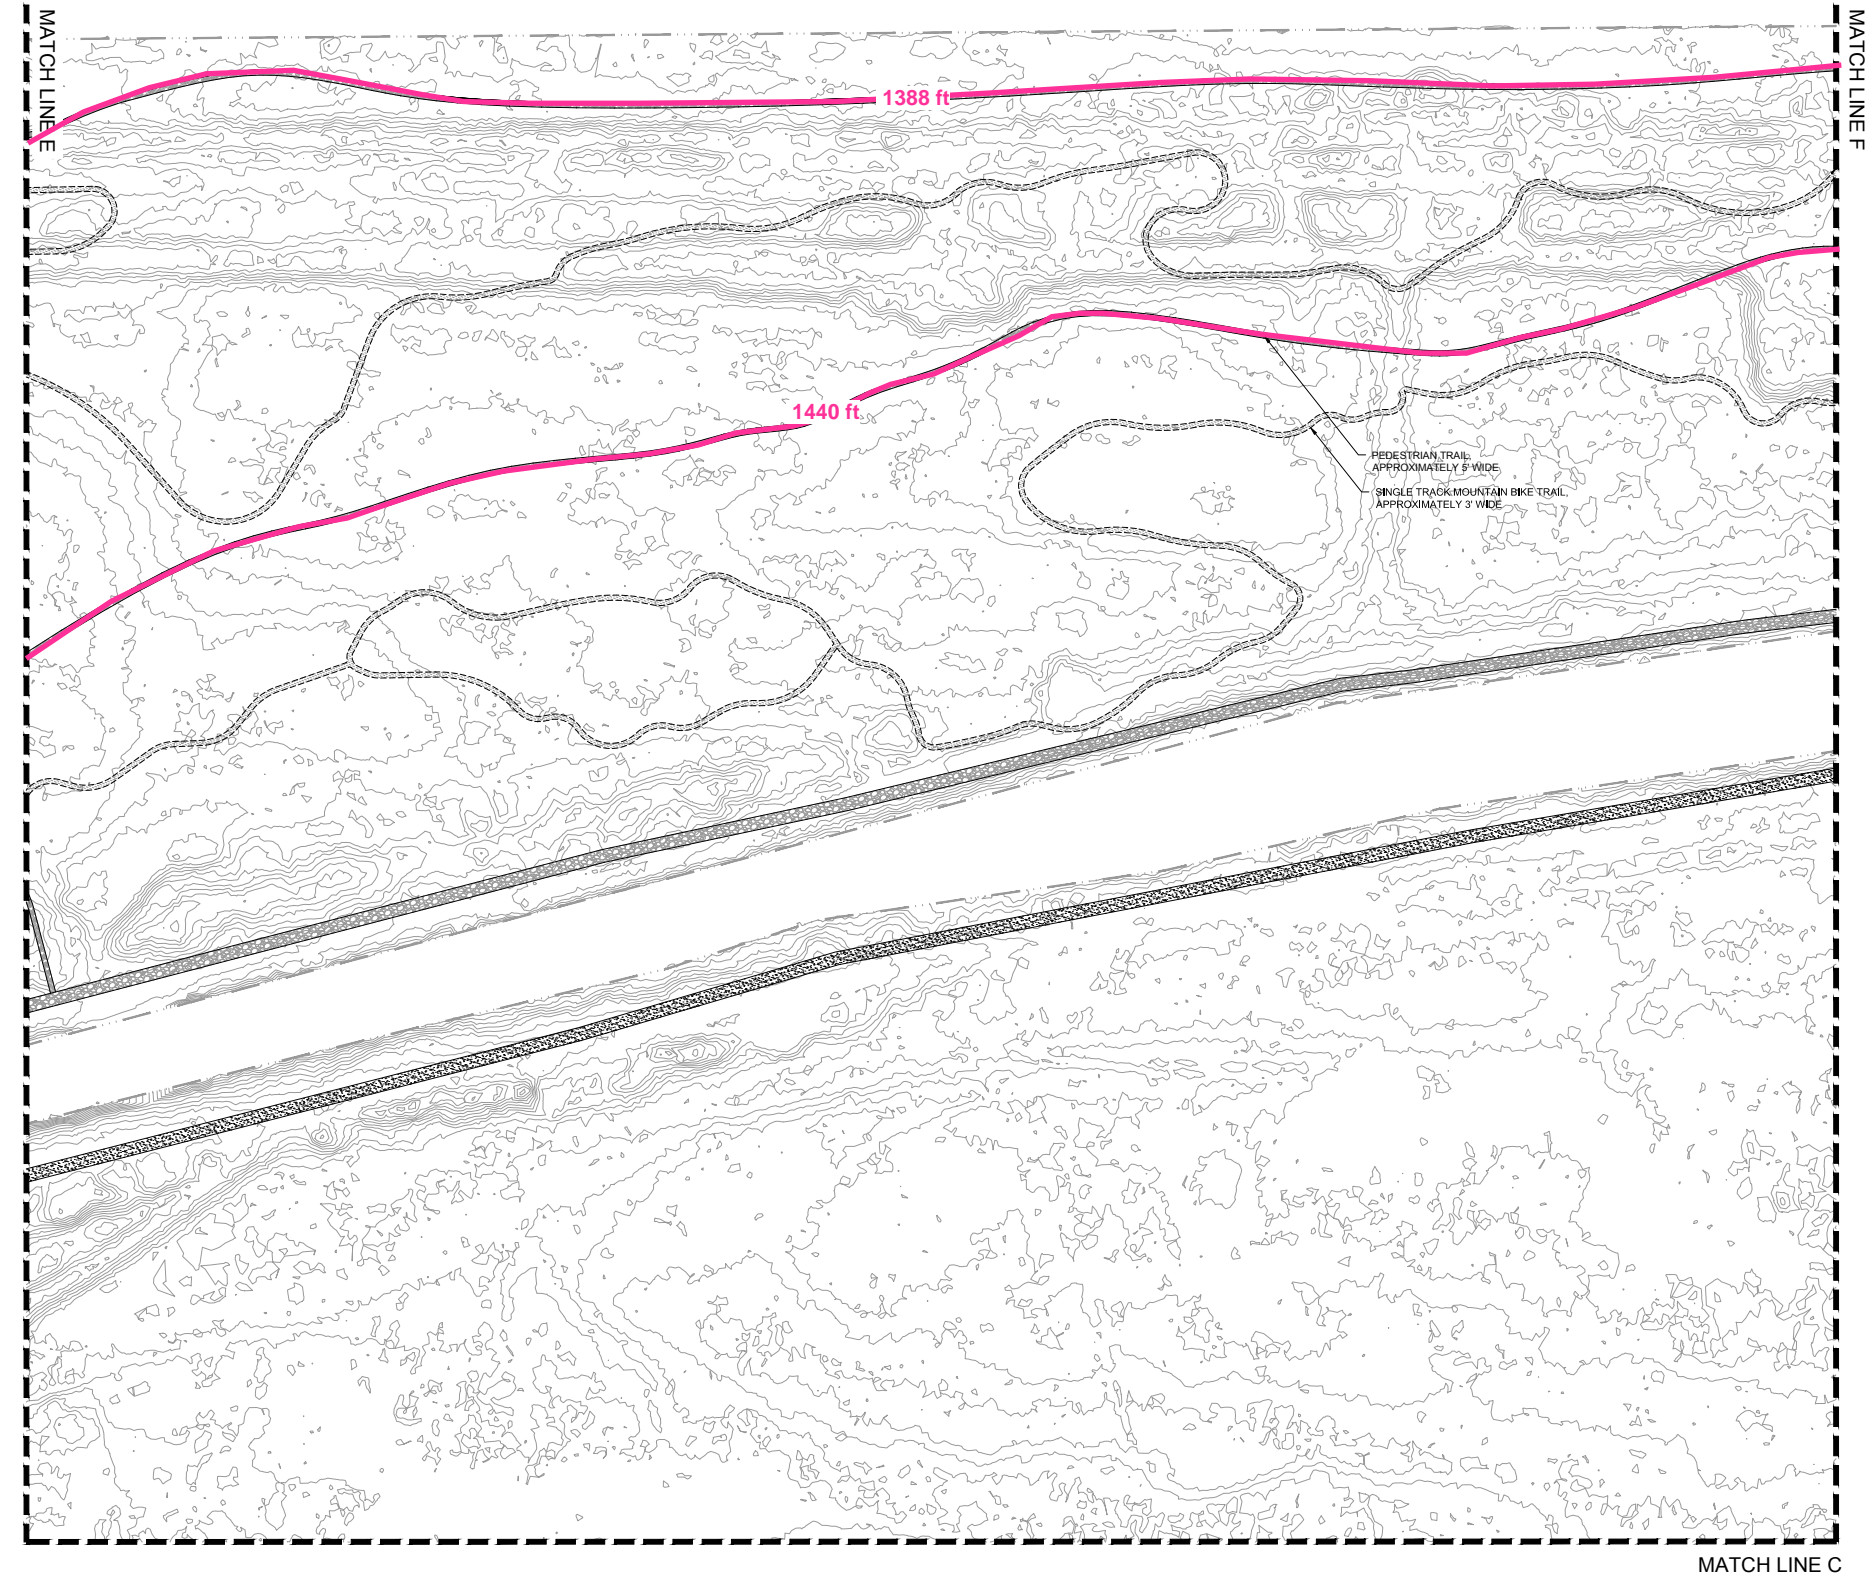 MATCH LINE E
MATCH LINE F
1388 ft
1440 ft
PEDESTRIAN TRAIL,
APPROXIMATELY 5' WIDE
SINGLE TRACK MOUNTAIN BIKE TRAIL,
APPROXIMATELY 3' WIDE
MATCH LINE C